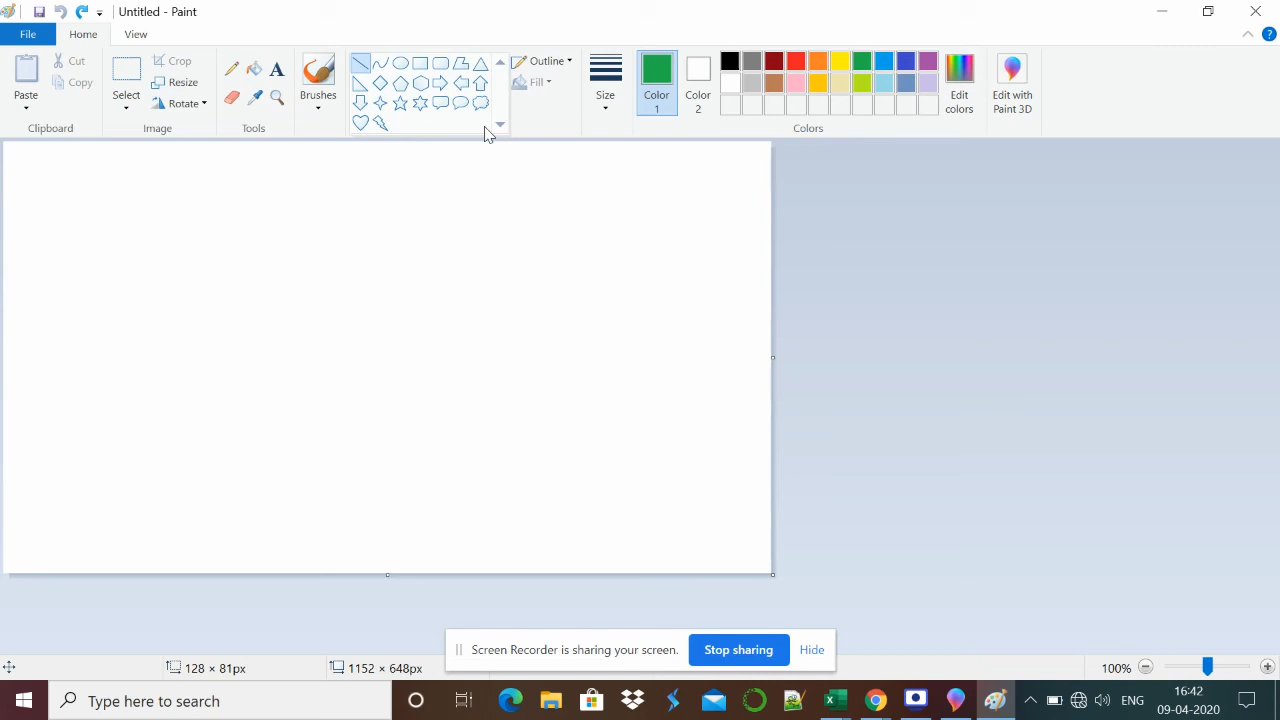 Untitled - Paint
File
Home
View
Paste
Cut
Copy
Clipboard
Select
Crop
Resize
Rotate
Image
A
Tools
Brushes
Outline
Fill
Size
Color
1
Color
2
Edit
colors
Colors
Edit with
Paint 3D
?
Screen Recorder is sharing your screen.
Stop sharing
Hide
128 × 81px
1152 × 648px
100%
Type here to search
ENG
16:42
09-04-2020